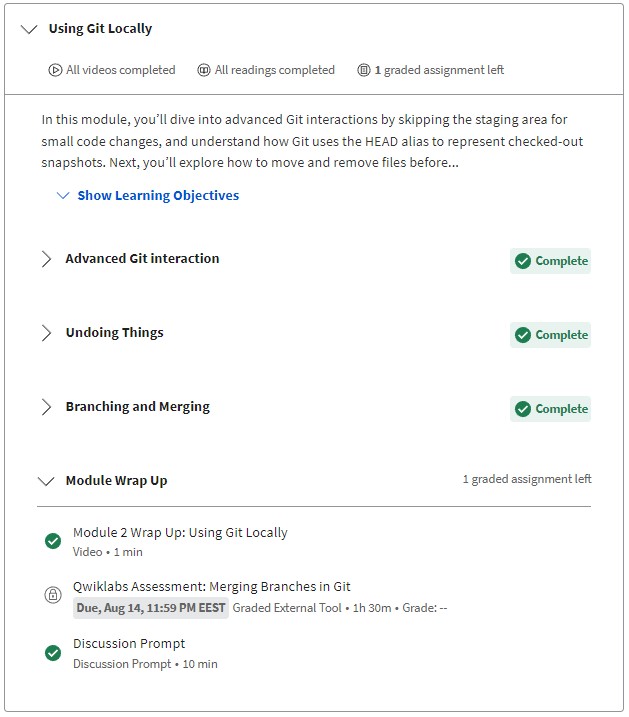 Using Git Locally
All videos completed All readings completed 1 graded assignment left
In this module, you’ll dive into advanced Git interactions by skipping the staging area for
small code changes, and understand how Git uses the HEAD alias to represent checked-out
snapshots. Next, you’ll explore how to move and remove files before...
Show Learning Objectives
Advanced Git interaction Complete
Undoing Things Complete
Branching and Merging Complete
Module Wrap Up 1 graded assignment left
Module 2 Wrap Up: Using Git Locally
Video • 1 min
Qwiklabs Assessment: Merging Branches in Git
Due, Aug 14, 11:59 PM EEST Graded External Tool • 1h 30m • Grade: --
Discussion Prompt
Discussion Prompt • 10 min